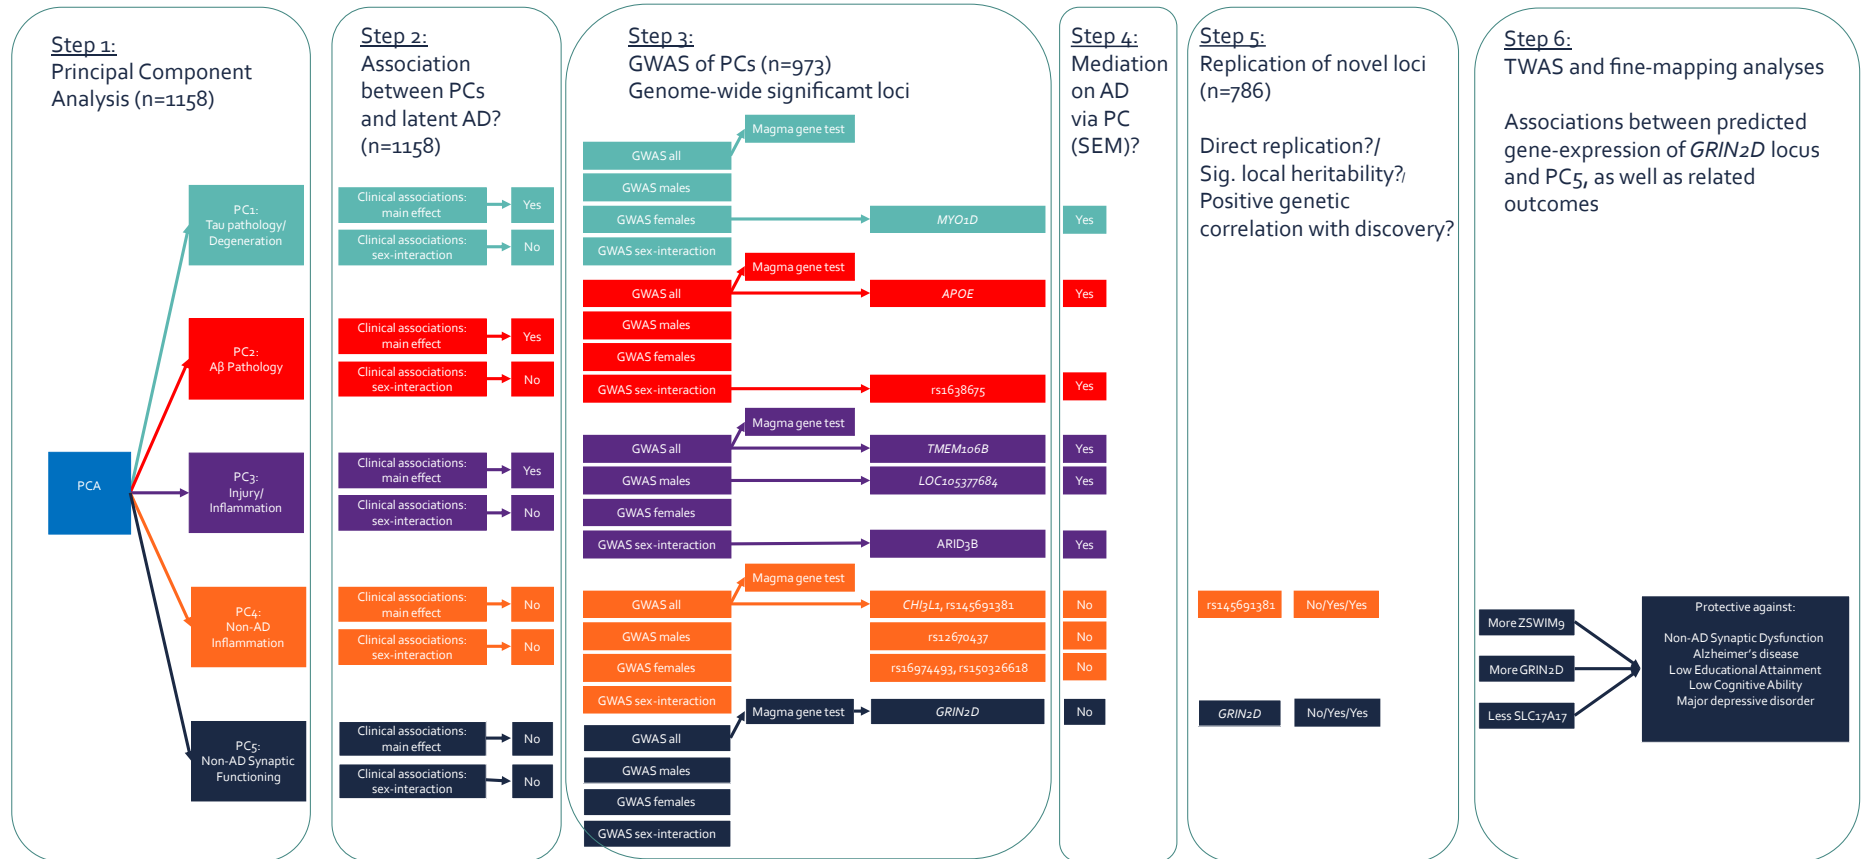 Step 1:
Principal Component
Analysis (n=1158)
PCA
PC1:
Tau pathology/
Degeneration
PC2:
Aβ Pathology
PC3:
Injury/
Inflammation
PC4:
Non-AD
Inflammation
PC5:
Non-AD Synaptic
Functioning
Step 2:
Association
between PCs
and latent AD?
(n=1158)
Clinical associations:
main effect
Yes
Clinical associations:
sex-interaction
No
Clinical associations:
main effect
Yes
Clinical associations:
sex-interaction
No
Clinical associations:
main effect
Yes
Clinical associations:
sex-interaction
No
Clinical associations:
main effect
No
Clinical associations:
sex-interaction
No
Clinical associations:
main effect
No
Clinical associations:
sex-interaction
No
Step 3:
GWAS of PCs (n=973)
Genome-wide significamt loci
Magma gene test
GWAS all
GWAS males
GWAS females
MYO1D
GWAS sex-interaction
Magma gene test
GWAS all
APOE
GWAS males
GWAS females
GWAS sex-interaction
rs1638675
Magma gene test
GWAS all
TMEM106B
GWAS males
LOC105377684
GWAS females
GWAS sex-interaction
ARID3B
Magma gene test
GWAS all
CHI3L1, rs145691381
GWAS males
rs12670437
GWAS females
rs16974493, rs150326618
GWAS sex-interaction
Magma gene test
GRIN2D
GWAS all
GWAS males
GWAS females
GWAS sex-interaction
Step 4:
Mediation
on AD
via PC
(SEM)?
Yes
Yes
Yes
Yes
Yes
Yes
No
No
No
No
Step 5:
Replication of novel loci
(n=786)
Direct replication?/
Sig. local heritability?/
Positive genetic
correlation with discovery?
rs145691381
No/Yes/Yes
GRIN2D
No/Yes/Yes
Step 6:
TWAS and fine-mapping analyses
Associations between predicted
gene-expression of GRIN2D locus
and PC5, as well as related
outcomes
More ZSWIM9
More GRIN2D
Less SLC17A17
Protective against:
Non-AD Synaptic Dysfunction
Alzheimer's disease
Low Educational Attainment
Low Cognitive Ability
Major depressive disorder